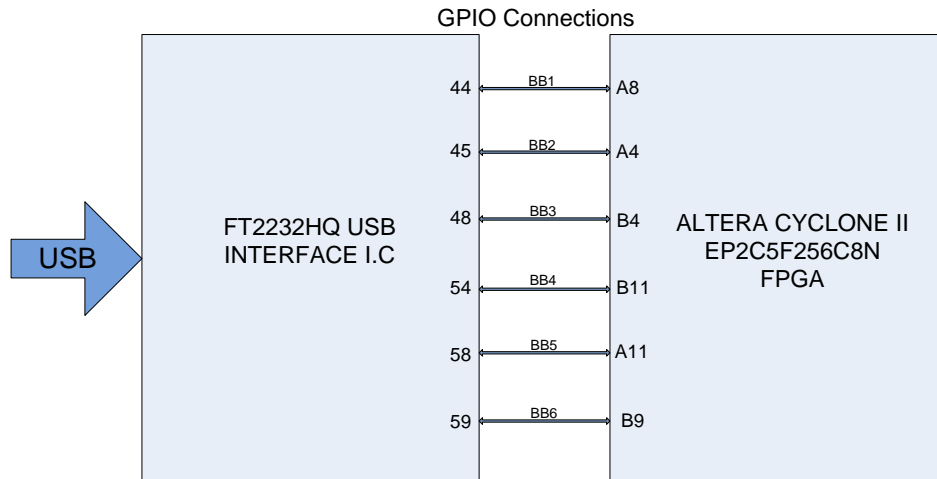 GPIO Connections
44 BB1 A8
45 BB2 A4
48 BB3 B4
FT2232HQ USB
INTERFACE I.C
ALTERA CYCLONE II
EP2C5F256C8N
FPGA
USB
54 BB4 B11
58 BB5 A11
59 BB6 B9